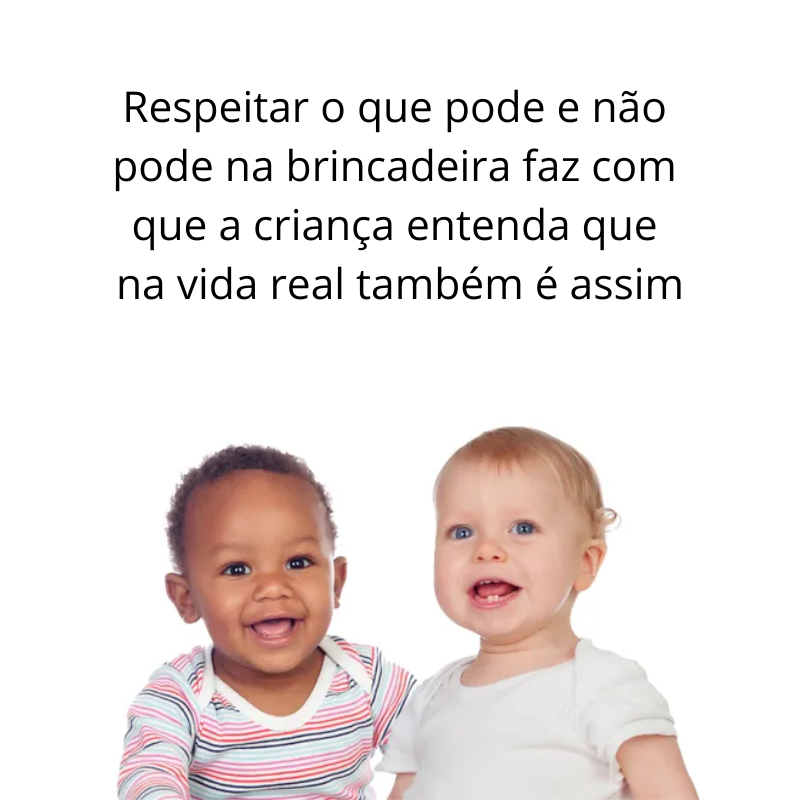 Respeitar o que pode e não
pode na brincadeira faz com
que a criança entenda que
na vida real também é assim